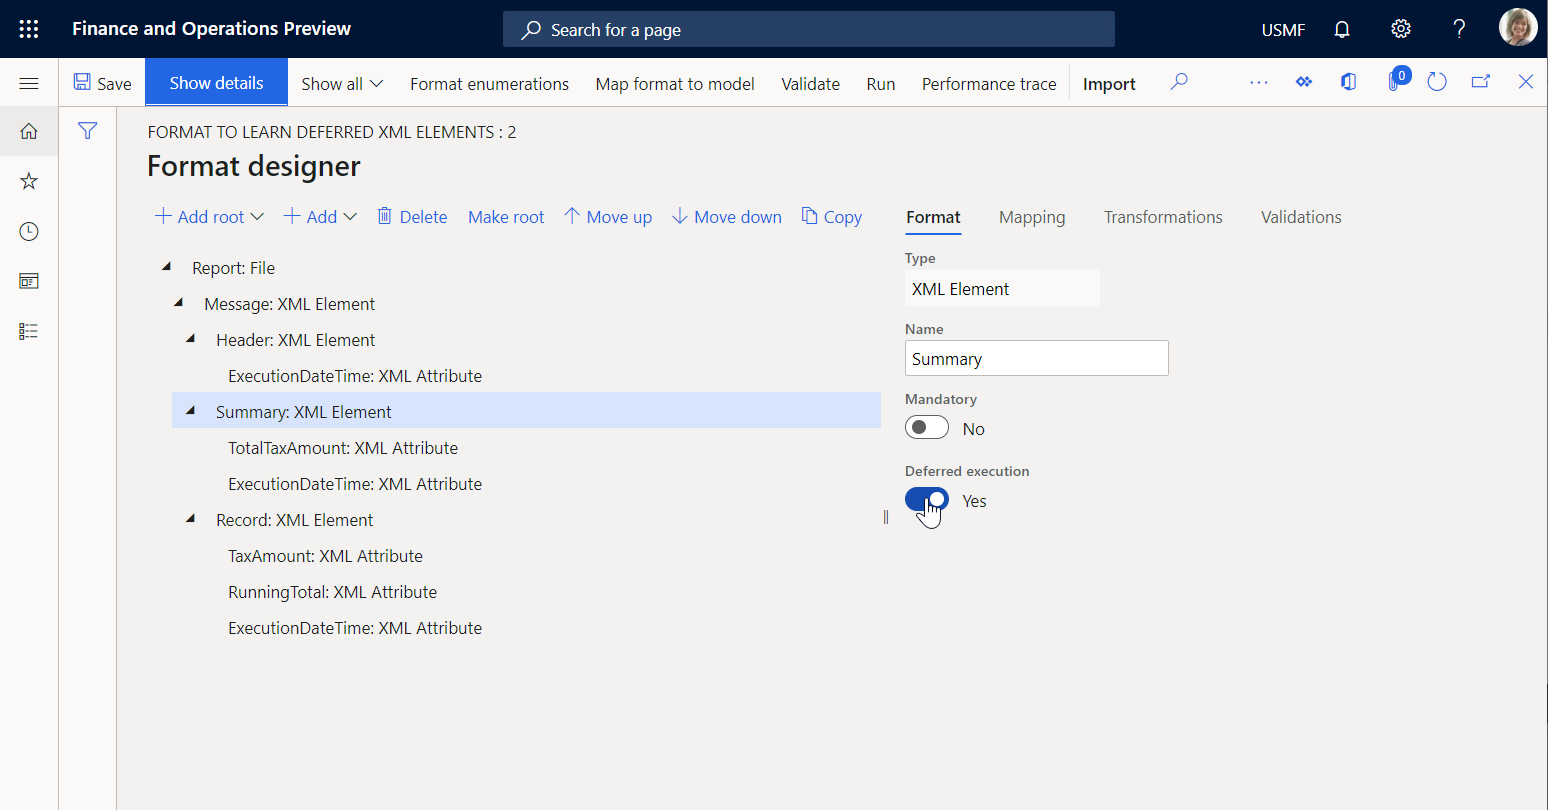 Finance and Operations Preview
Search for a page
USMF
?
Save
Show details
Show all
Format enumerations
Map format to model
Validate
Run
Performance trace
Import
...
0
FORMAT TO LEARN DEFERRED XML ELEMENTS : 2
Format designer
Add root
Add
Delete
Make root
Move up
Move down
Copy
Report: File
Message: XML Element
Header: XML Element
ExecutionDateTime: XML Attribute
Summary: XML Element
TotalTaxAmount: XML Attribute
ExecutionDateTime: XML Attribute
Record: XML Element
TaxAmount: XML Attribute
RunningTotal: XML Attribute
ExecutionDateTime: XML Attribute
Format
Mapping
Transformations
Validations
Type
XML Element
Name
Summary
Mandatory
No
Deferred execution
Yes